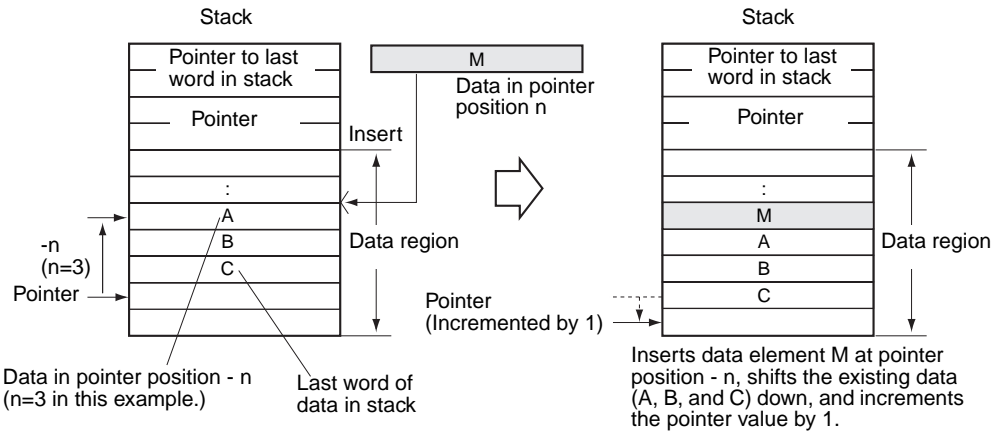 Stack
Pointer to last
word in stack
Pointer
:
A
B
C
-n
(n=3)
Pointer
Data in pointer position - n
(n=3 in this example.)
Last word of
data in stack
M
Data in pointer
position n
Insert
Data region
Stack
Pointer to last
word in stack
Pointer
:
M
A
B
C
Data region
Pointer
(Incremented by 1)
Inserts data element M at pointer
position - n, shifts the existing data
(A, B, and C) down, and increments
the pointer value by 1.